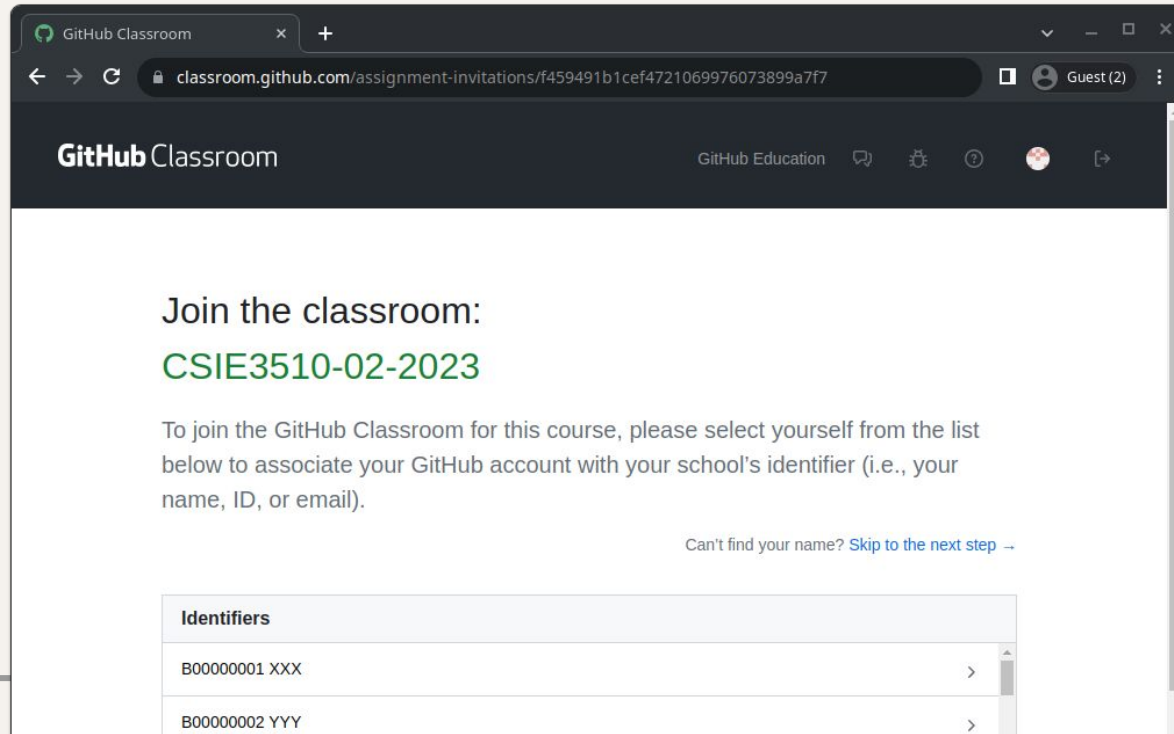 GitHub Classroom
classroom.github.com/assignment-invitations/f459491b1cef4721069976073899a7f7
Guest (2)
GitHub Classroom
GitHub Education
Join the classroom:
CSIE3510-02-2023
To join the GitHub Classroom for this course, please select yourself from the list
below to associate your GitHub account with your school's identifier (i.e., your
name, ID, or email).
Can't find your name? Skip to the next step →
Identifiers
B00000001 XXX
B00000002 YYY